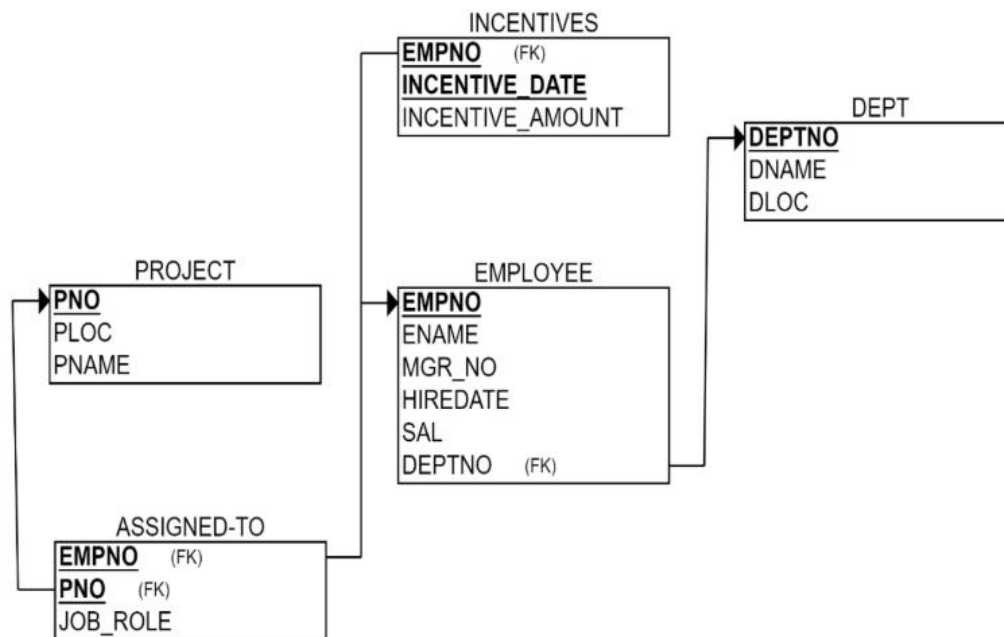 INCENTIVES
EMPNO (FK)
INCENTIVE_DATE
INCENTIVE_AMOUNT
DEPT
DEPTNO
DNAME
DLOC
PROJECT
PNO
PLOC
PNAME
EMPLOYEE
EMPNO
ENAME
MGR_NO
HIREDATE
SAL
DEPTNO (FK)
ASSIGNED-TO
EMPNO (FK)
PNO (FK)
JOB_ROLE